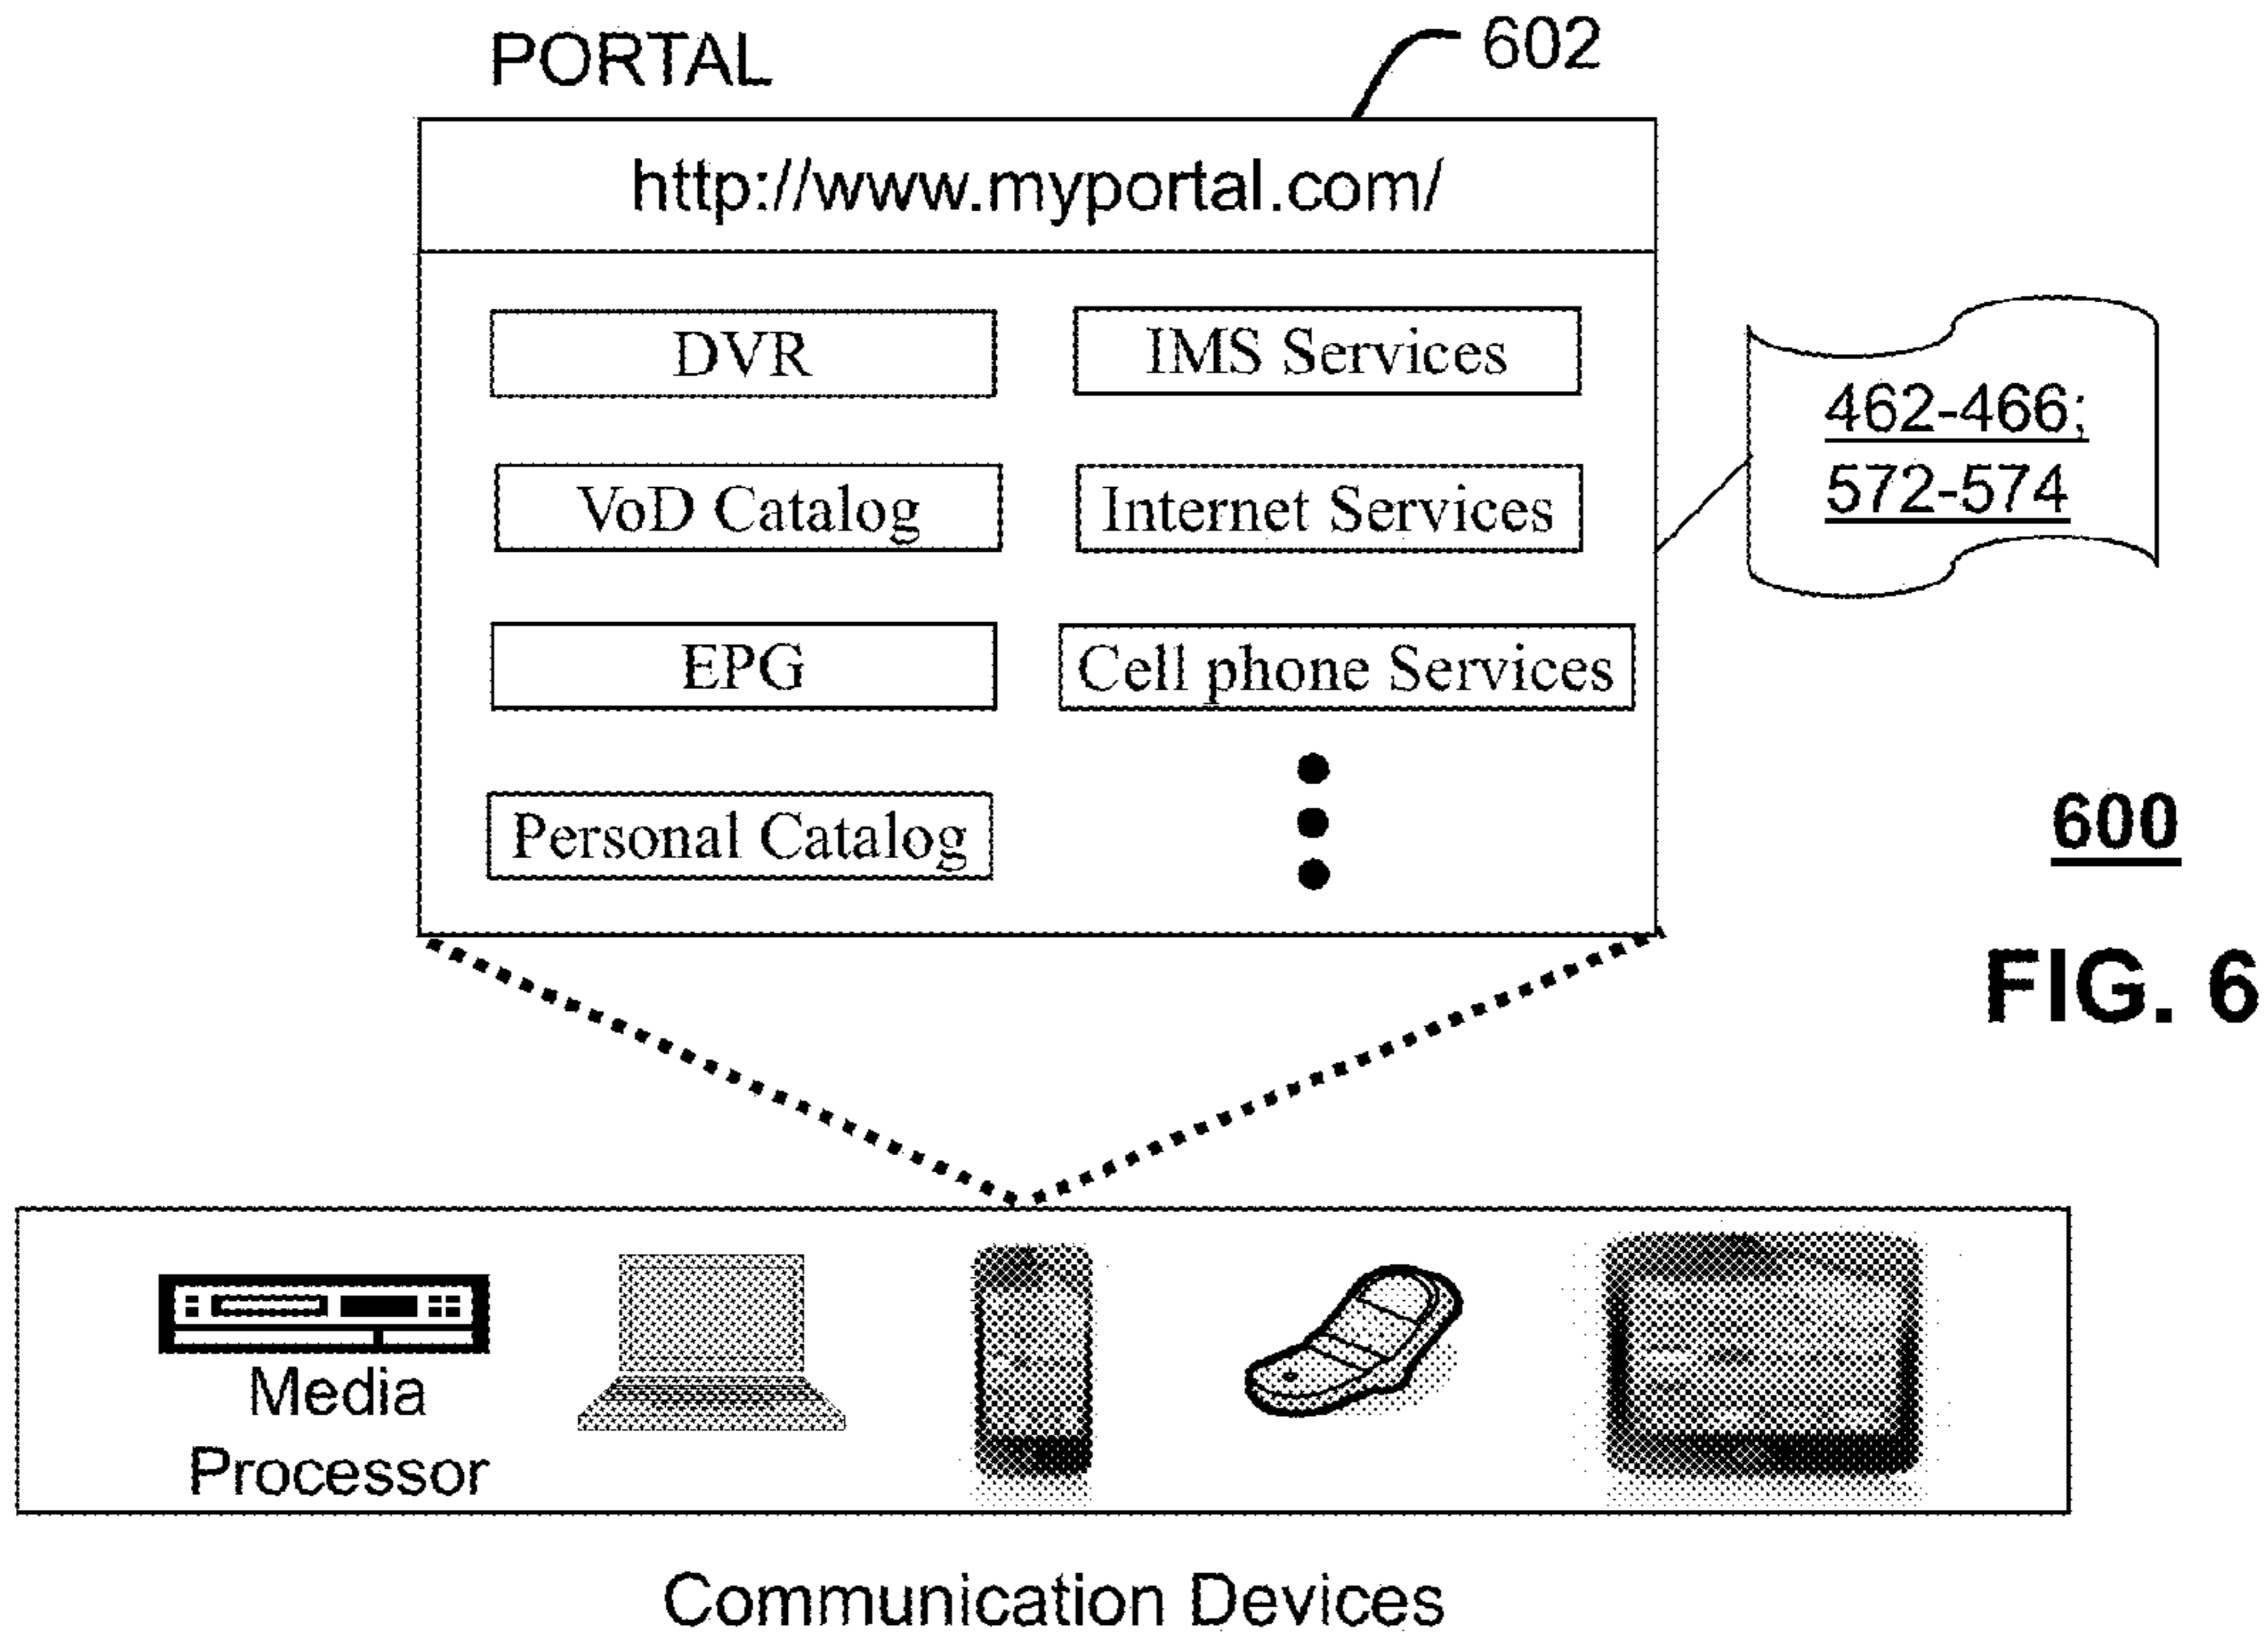 PORTAL
602
http://www.myportal.com/
DVR
IMS Services
462-466;
572-574
VoD Catalog
Internet Services
EPG
Cell phone Services
Personal Catalog
600
FIG. 6
Media
Processor
Communication Devices